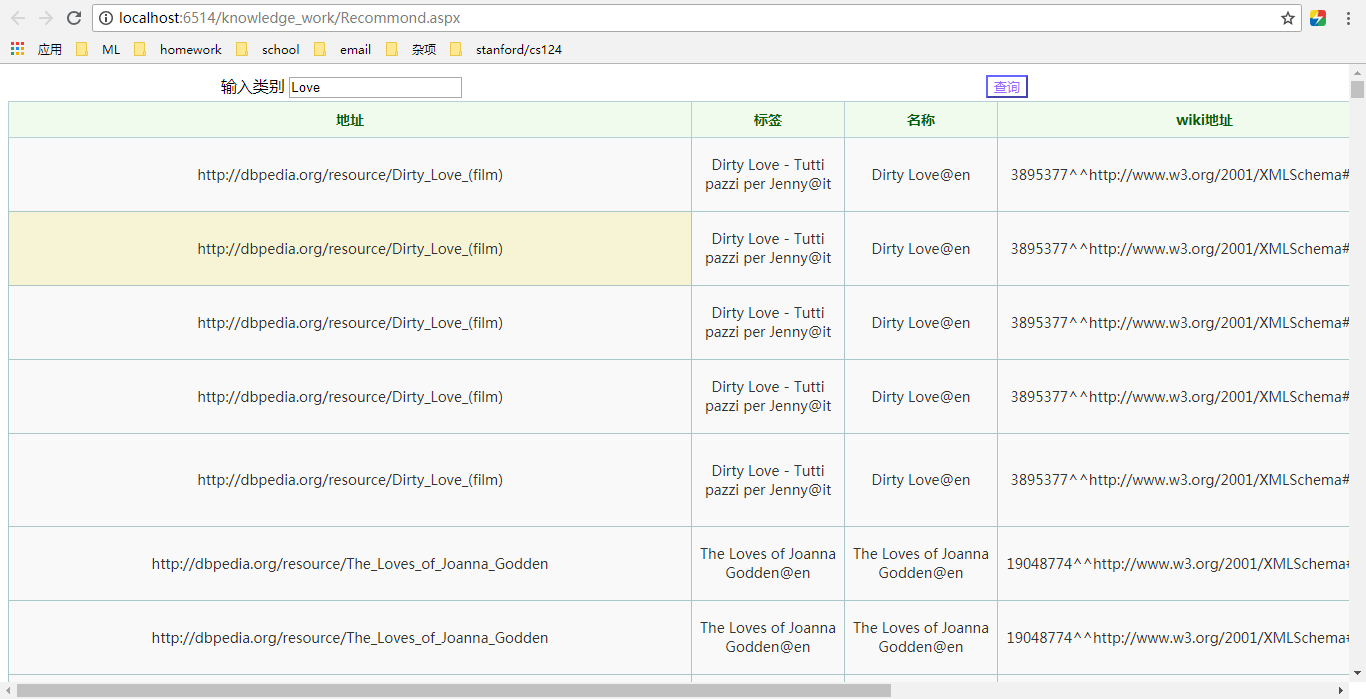 localhost:6514/knowledge_work/Recommond.aspx
应用 ML homework school email 杂项 stanford/cs124
输入类别 Love 查询
地址 标签 名称 wiki地址
http://dbpedia.org/resource/Dirty_Love_(film) Dirty Love - Tutti pazzi per Jenny@it Dirty Love@en 3895377^^http://www.w3.org/2001/XMLSchema#
http://dbpedia.org/resource/Dirty_Love_(film) Dirty Love - Tutti pazzi per Jenny@it Dirty Love@en 3895377^^http://www.w3.org/2001/XMLSchema#
http://dbpedia.org/resource/Dirty_Love_(film) Dirty Love - Tutti pazzi per Jenny@it Dirty Love@en 3895377^^http://www.w3.org/2001/XMLSchema#
http://dbpedia.org/resource/Dirty_Love_(film) Dirty Love - Tutti pazzi per Jenny@it Dirty Love@en 3895377^^http://www.w3.org/2001/XMLSchema#
http://dbpedia.org/resource/Dirty_Love_(film) Dirty Love - Tutti pazzi per Jenny@it Dirty Love@en 3895377^^http://www.w3.org/2001/XMLSchema#
http://dbpedia.org/resource/The_Loves_of_Joanna_Godden The Loves of Joanna Godden@en The Loves of Joanna Godden@en 19048774^^http://www.w3.org/2001/XMLSchema#
http://dbpedia.org/resource/The_Loves_of_Joanna_Godden The Loves of Joanna Godden@en The Loves of Joanna Godden@en 19048774^^http://www.w3.org/2001/XMLSchema#